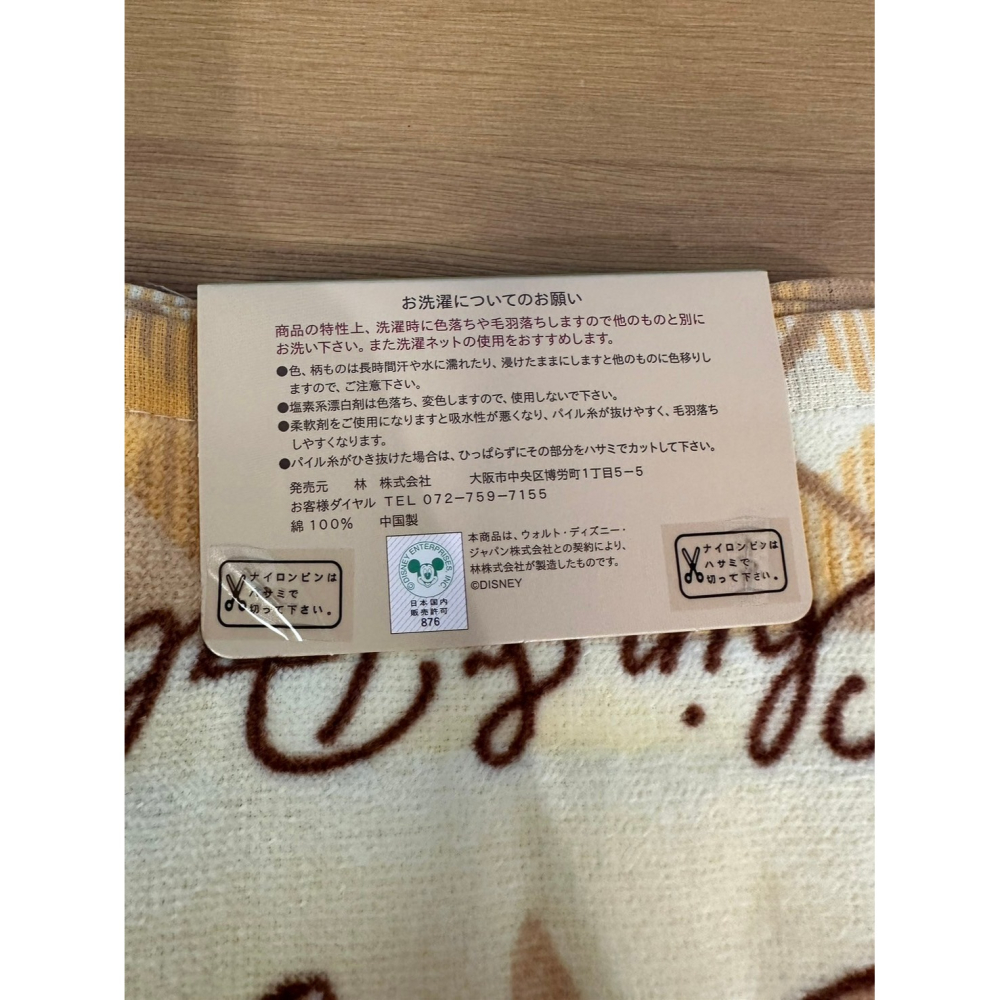 お洗濯についてのお願い
商品の特性上、洗濯時に色落ちや毛羽落ちしますので他のものと別に
お洗い下さい。また洗濯ネットの使用をおすすめします。
●色、柄ものは長時間汗や水に濡れたり、浸けたままにしますと他のものに色移りし
ますので、ご注意下さい。
●塩素系漂白剤は色落ち、変色しますので、使用しないで下さい。
●柔軟剤をご使用になりますと吸水性が悪くなり、パイル糸が抜けやすく、毛羽落ち
しやすくなります。
●パイル糸がひき抜けた場合は、ひっぱらずにその部分をハサミでカットして下さい。
発売元 林 株式会社 大阪市中央区博労町1丁目5-5
お客様ダイヤル TEL 072-759-7155
綿 100% 中国製
本商品は、ウォルト・ディズニー・
ジャパン株式会社との契約により、
林株式会社が製造したものです。
©DISNEY
©DISNEY ENTERPRISES INC.
日本国内
販売許可
876
ナイロンピンは
ハサミで
切って下さい。
ナイロンピンは
ハサミで
切って下さい。